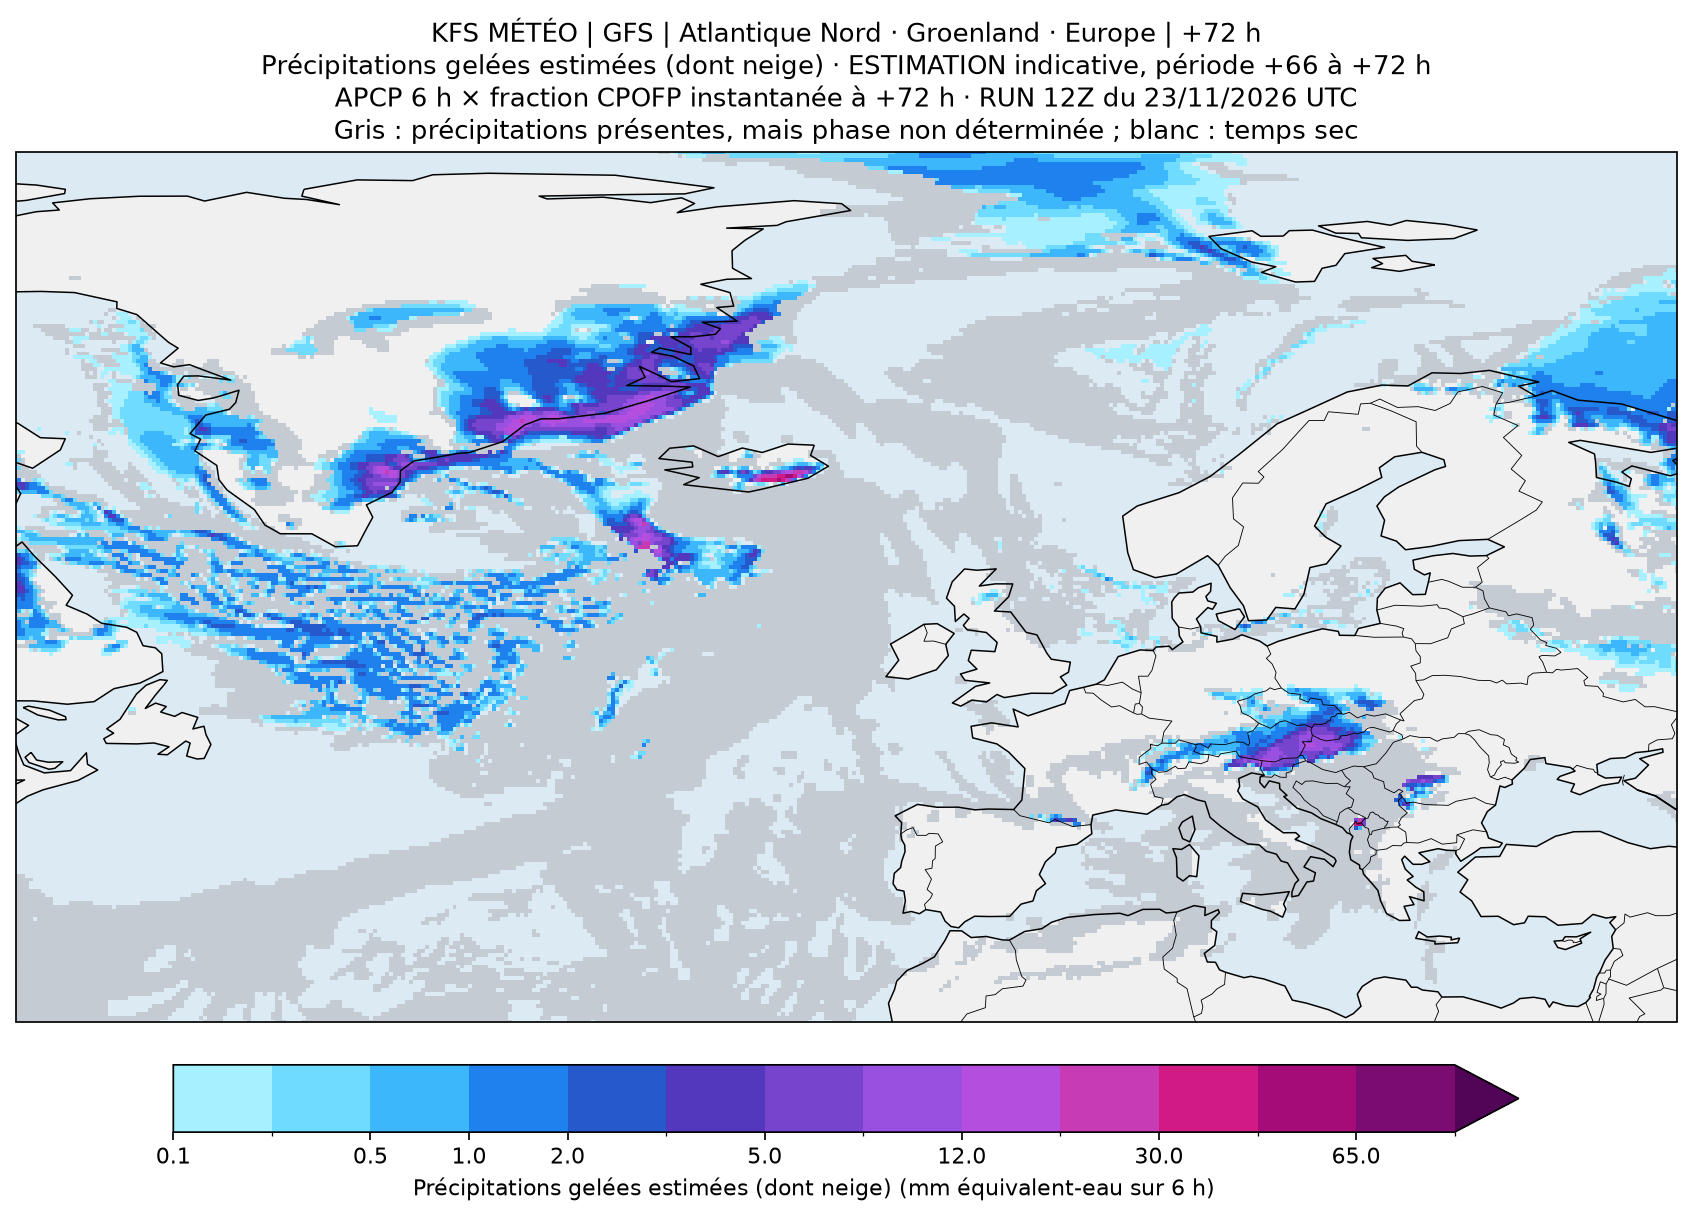 KFS MÉTÉO | GFS | Atlantique Nord · Groenland · Europe | +72 h
Précipitations gelées estimées (dont neige) · ESTIMATION indicative, période +66 à +72 h
APCP 6 h × fraction CPOFP instantanée à +72 h · RUN 12Z du 23/11/2026 UTC
Gris : précipitations présentes, mais phase non déterminée ; blanc : temps sec
0.1 0.5 1.0 2.0 5.0 12.0 30.0 65.0
Précipitations gelées estimées (dont neige) (mm équivalent-eau sur 6 h)